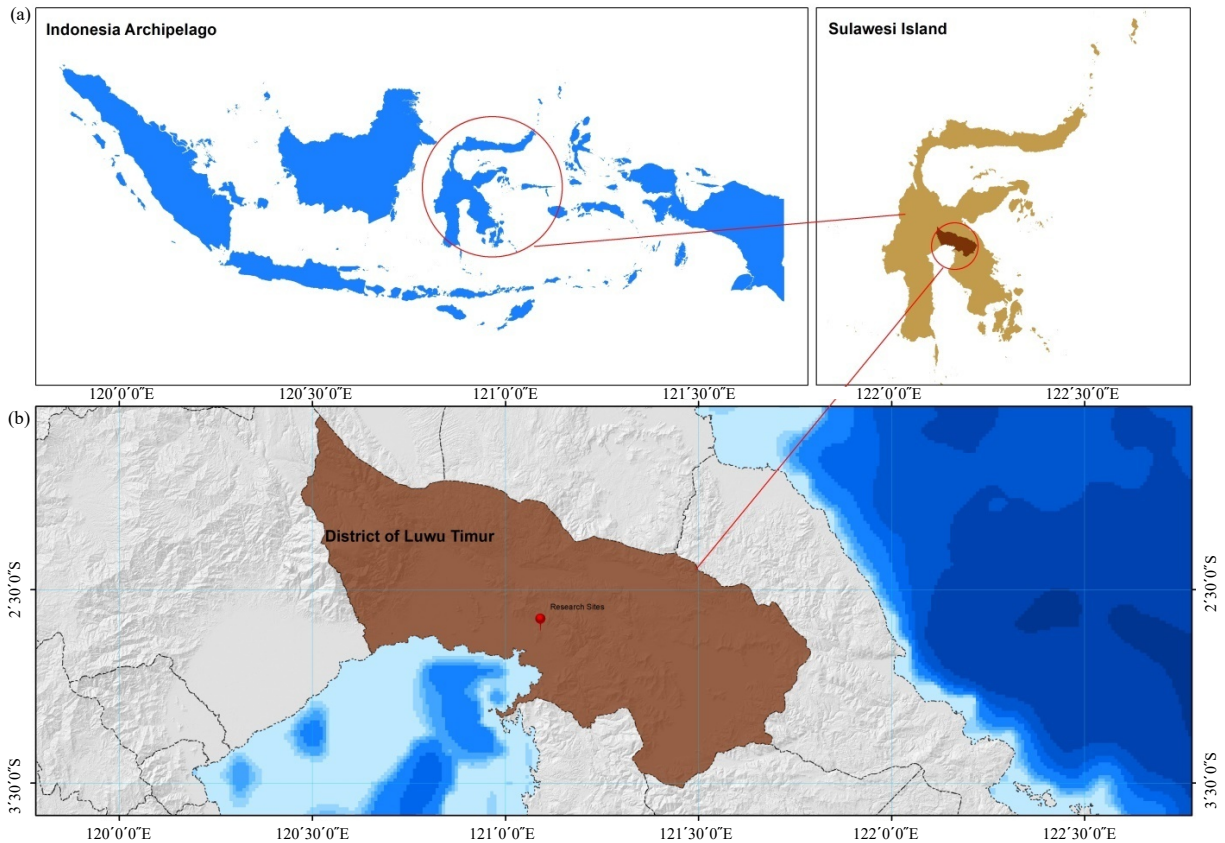 (a)
Indonesia Archipelago
Sulawesi Island
120°0′0″E 120°30′0″E 121°0′0″E 121°30′0″E 122°0′0″E 122°30′0″E
(b)
District of Luwu Timur
Research Sites
2°30′0″S 2°30′0″S
3°30′0″S 3°30′0″S
120°0′0″E 120°30′0″E 121°0′0″E 121°30′0″E 122°0′0″E 122°30′0″E